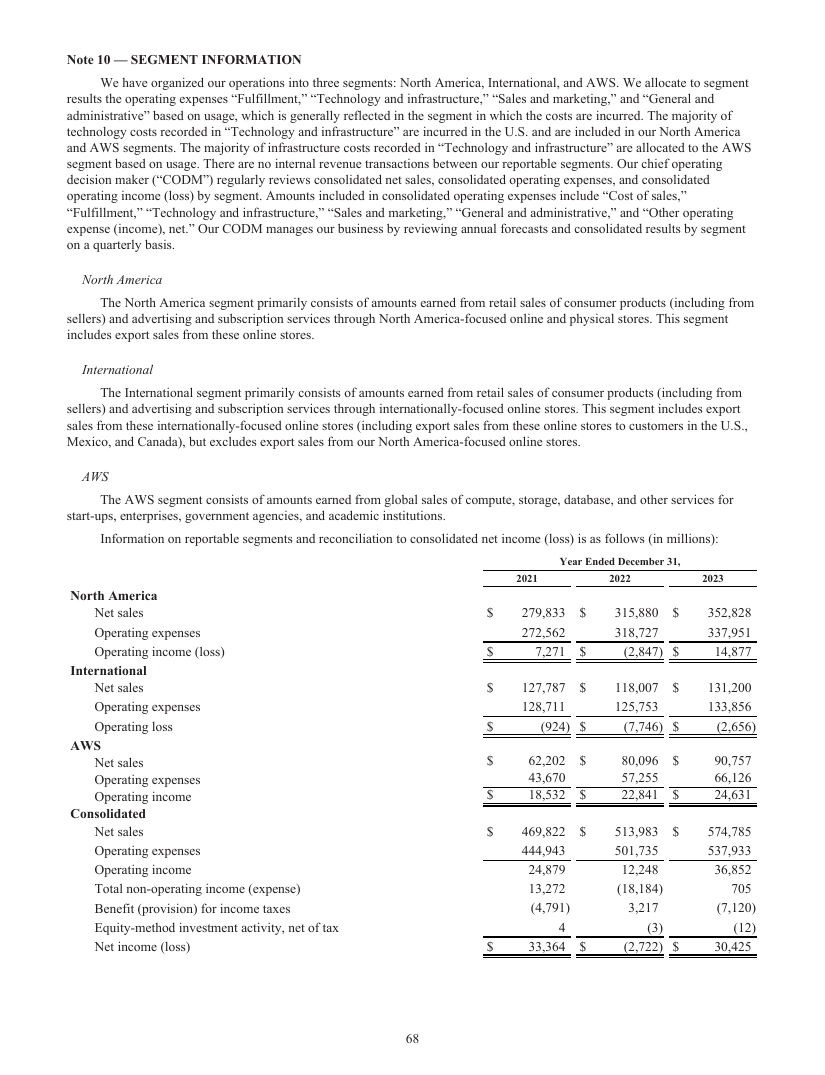 Note 10 — SEGMENT INFORMATION
We have organized our operations into three segments: North America, International, and AWS. We allocate to segment
results the operating expenses “Fulfillment,” “Technology and infrastructure,” “Sales and marketing,” and “General and
administrative” based on usage, which is generally reflected in the segment in which the costs are incurred. The majority of
technology costs recorded in “Technology and infrastructure” are incurred in the U.S. and are included in our North America
and AWS segments. The majority of infrastructure costs recorded in “Technology and infrastructure” are allocated to the AWS
segment based on usage. There are no internal revenue transactions between our reportable segments. Our chief operating
decision maker (“CODM”) regularly reviews consolidated net sales, consolidated operating expenses, and consolidated
operating income (loss) by segment. Amounts included in consolidated operating expenses include “Cost of sales,”
“Fulfillment,” “Technology and infrastructure,” “Sales and marketing,” “General and administrative,” and “Other operating
expense (income), net.” Our CODM manages our business by reviewing annual forecasts and consolidated results by segment
on a quarterly basis.
North America
The North America segment primarily consists of amounts earned from retail sales of consumer products (including from
sellers) and advertising and subscription services through North America-focused online and physical stores. This segment
includes export sales from these online stores.
International
The International segment primarily consists of amounts earned from retail sales of consumer products (including from
sellers) and advertising and subscription services through internationally-focused online stores. This segment includes export
sales from these internationally-focused online stores (including export sales from these online stores to customers in the U.S.,
Mexico, and Canada), but excludes export sales from our North America-focused online stores.
AWS
The AWS segment consists of amounts earned from global sales of compute, storage, database, and other services for
start-ups, enterprises, government agencies, and academic institutions.
Information on reportable segments and reconciliation to consolidated net income (loss) is as follows (in millions):
Year Ended December 31,
2021 2022 2023
North America
Net sales $ 279,833 $ 315,880 $ 352,828
Operating expenses 272,562 318,727 337,951
Operating income (loss) $ 7,271 $ (2,847) $ 14,877
International
Net sales $ 127,787 $ 118,007 $ 131,200
Operating expenses 128,711 125,753 133,856
Operating loss $ (924) $ (7,746) $ (2,656)
AWS
Net sales $ 62,202 $ 80,096 $ 90,757
Operating expenses 43,670 57,255 66,126
Operating income $ 18,532 $ 22,841 $ 24,631
Consolidated
Net sales $ 469,822 $ 513,983 $ 574,785
Operating expenses 444,943 501,735 537,933
Operating income 24,879 12,248 36,852
Total non-operating income (expense) 13,272 (18,184) 705
Benefit (provision) for income taxes (4,791) 3,217 (7,120)
Equity-method investment activity, net of tax 4 (3) (12)
Net income (loss) $ 33,364 $ (2,722) $ 30,425
68